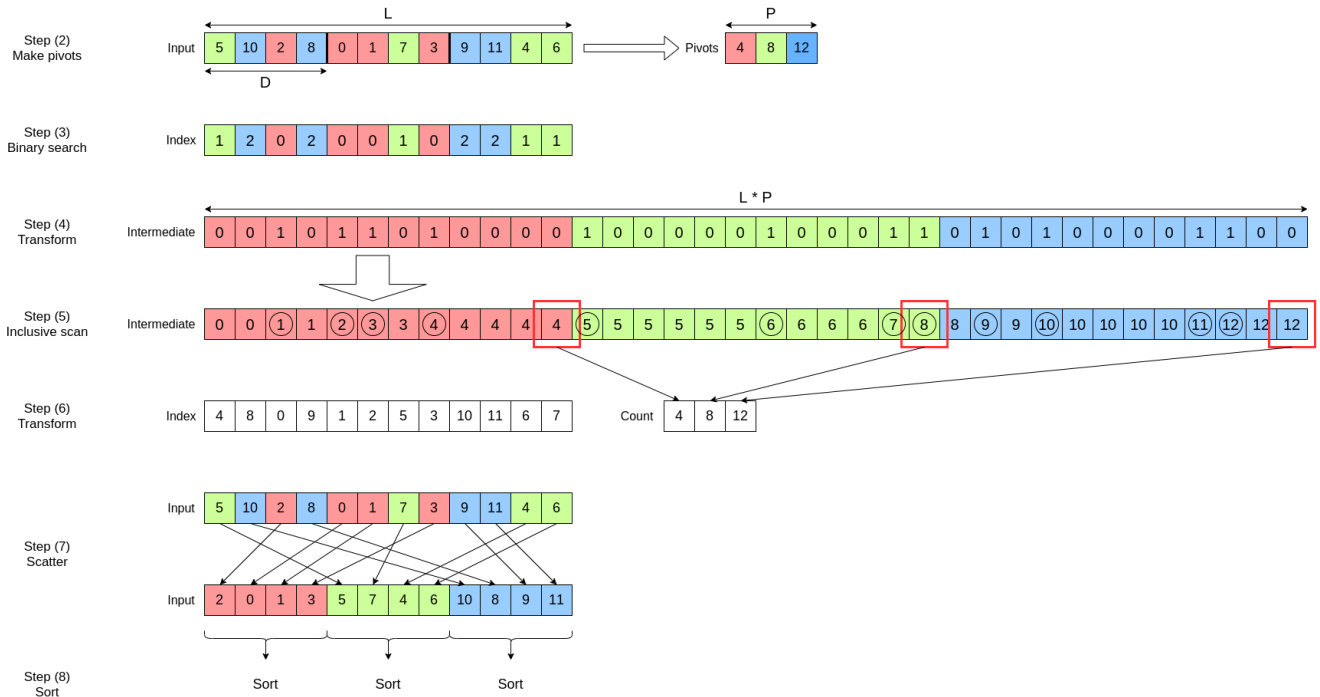 L
P
Step (2)
Make pivots
Input 5 10 2 8 0 1 7 3 9 11 4 6
Pivots 4 8 12
D
Step (3)
Binary search
Index 1 2 0 2 0 0 1 0 2 2 1 1
L * P
Step (4)
Transform
Intermediate 0 0 1 0 1 1 0 1 0 0 0 0 1 0 0 0 0 0 1 0 0 0 1 1 0 1 0 1 0 0 0 0 1 1 0 0
Step (5)
Inclusive scan
Intermediate 0 0 1 1 2 3 3 4 4 4 4 4 5 5 5 5 5 5 6 6 6 6 7 8 8 9 9 10 10 10 10 10 11 12 12 12
Step (6)
Transform
Index 4 8 0 9 1 2 5 3 10 11 6 7
Count 4 8 12
Input 5 10 2 8 0 1 7 3 9 11 4 6
Step (7)
Scatter
Input 2 0 1 3 5 7 4 6 10 8 9 11
Step (8)
Sort
Sort Sort Sort